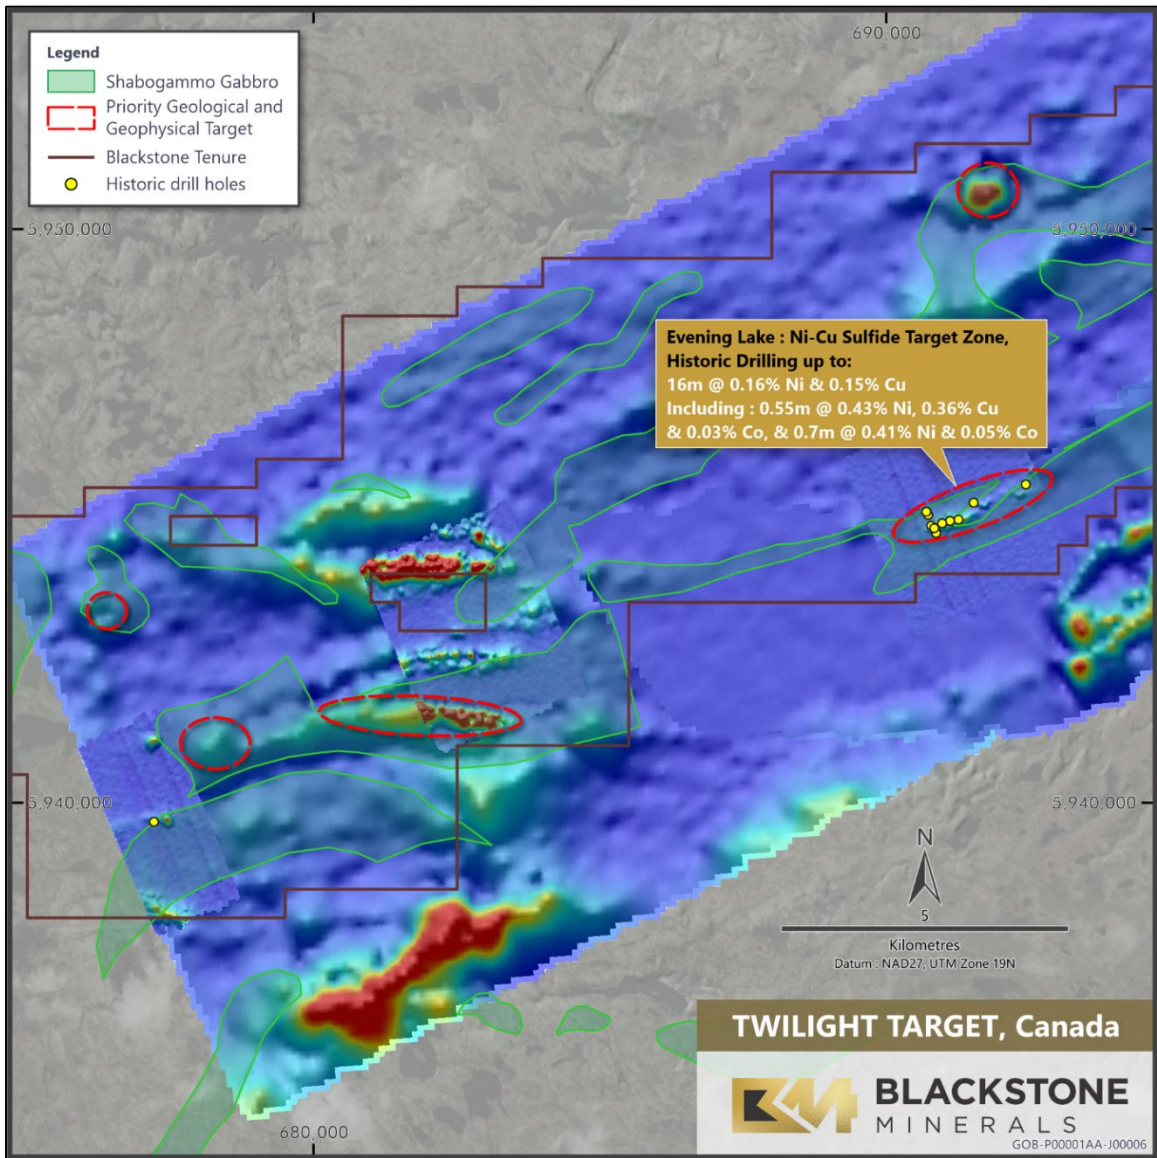 690,000
Legend
Shabogammo Gabbro
Priority Geological and
Geophysical Target
Blackstone Tenure
Historic drill holes
5,950,000
5,950,000
Evening Lake : Ni-Cu Sulfide Target Zone,
Historic Drilling up to:
16m @ 0.16% Ni & 0.15% Cu
Including : 0.55m @ 0.43% Ni, 0.36% Cu
& 0.03% Co, & 0.7m @ 0.41% Ni & 0.05% Co
5,940,000
5,940,000
N
5
Kilometres
Datum : NAD27, UTM Zone 19N
TWILIGHT TARGET, Canada
BLACKSTONE
MINERALS
GOB-P00001AA-J00006
680,000